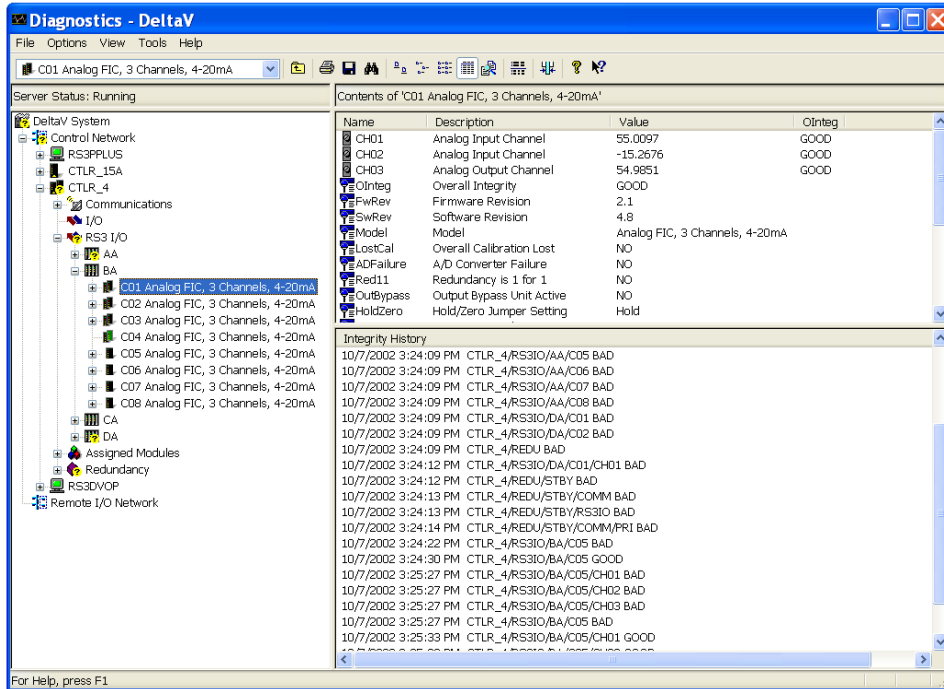 Diagnostics - DeltaV
File Options View Tools Help
C01 Analog FIC, 3 Channels, 4-20mA
Server Status: Running
DeltaV System
Control Network
RS3PPLUS
CTLR_15A
CTLR_4
Communications
I/O
RS3 I/O
AA
BA
C01 Analog FIC, 3 Channels, 4-20mA
C02 Analog FIC, 3 Channels, 4-20mA
C03 Analog FIC, 3 Channels, 4-20mA
C04 Analog FIC, 3 Channels, 4-20mA
C05 Analog FIC, 3 Channels, 4-20mA
C06 Analog FIC, 3 Channels, 4-20mA
C07 Analog FIC, 3 Channels, 4-20mA
C08 Analog FIC, 3 Channels, 4-20mA
CA
DA
Assigned Modules
Redundancy
RS3DVOP
Remote I/O Network
Contents of 'C01 Analog FIC, 3 Channels, 4-20mA'
Name Description Value OInteg
CH01 Analog Input Channel 55.0097 GOOD
CH02 Analog Input Channel -15.2676 GOOD
CH03 Analog Output Channel 54.9851 GOOD
OInteg Overall Integrity GOOD
FwRev Firmware Revision 2.1
SwRev Software Revision 4.8
Model Model Analog FIC, 3 Channels, 4-20mA
LostCal Overall Calibration Lost NO
ADFailure A/D Converter Failure NO
Red11 Redundancy is 1 for 1 NO
OutBypass Output Bypass Unit Active NO
HoldZero Hold/Zero Jumper Setting Hold
Integrity History
10/7/2002 3:24:09 PM CTLR_4/RS3IO/AA/C05 BAD
10/7/2002 3:24:09 PM CTLR_4/RS3IO/AA/C06 BAD
10/7/2002 3:24:09 PM CTLR_4/RS3IO/AA/C07 BAD
10/7/2002 3:24:09 PM CTLR_4/RS3IO/AA/C08 BAD
10/7/2002 3:24:09 PM CTLR_4/RS3IO/DA/C01 BAD
10/7/2002 3:24:09 PM CTLR_4/RS3IO/DA/C02 BAD
10/7/2002 3:24:09 PM CTLR_4/REDU BAD
10/7/2002 3:24:12 PM CTLR_4/RS3IO/DA/C01/CH01 BAD
10/7/2002 3:24:12 PM CTLR_4/REDU/STBY BAD
10/7/2002 3:24:13 PM CTLR_4/REDU/STBY/COMM BAD
10/7/2002 3:24:13 PM CTLR_4/REDU/STBY/RS3IO BAD
10/7/2002 3:24:14 PM CTLR_4/REDU/STBY/COMM/PRI BAD
10/7/2002 3:24:22 PM CTLR_4/RS3IO/BA/C05 BAD
10/7/2002 3:24:30 PM CTLR_4/RS3IO/BA/C05 GOOD
10/7/2002 3:25:27 PM CTLR_4/RS3IO/BA/C05/CH01 BAD
10/7/2002 3:25:27 PM CTLR_4/RS3IO/BA/C05/CH02 BAD
10/7/2002 3:25:27 PM CTLR_4/RS3IO/BA/C05/CH03 BAD
10/7/2002 3:25:27 PM CTLR_4/RS3IO/BA/C05 BAD
10/7/2002 3:25:33 PM CTLR_4/RS3IO/BA/C05/CH01 GOOD
For Help, press F1